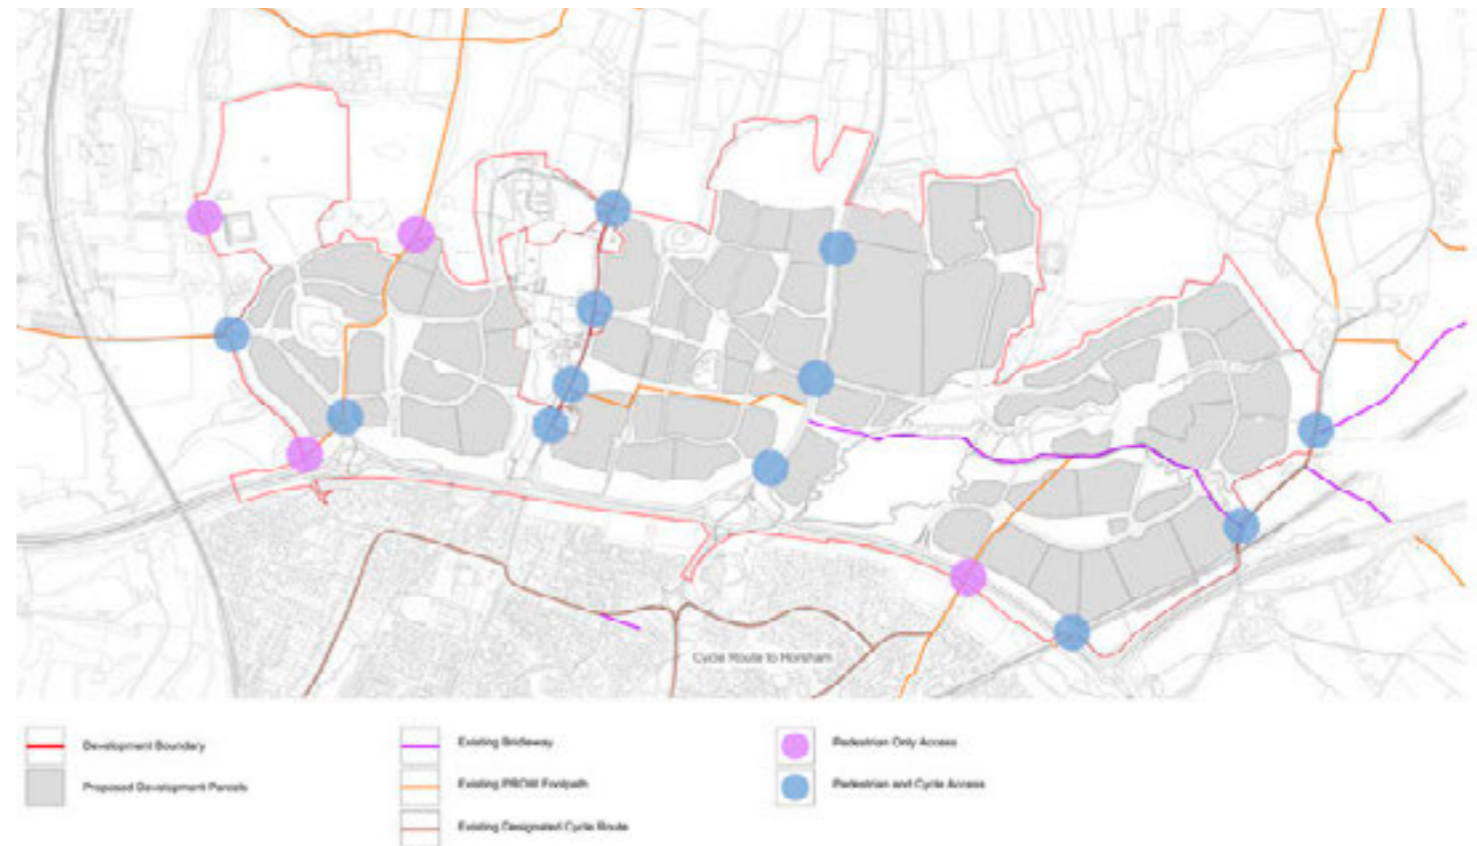 Cycle Route to Horsham
Development Boundary
Existing Bridleway
Pedestrian Only Access
Proposed Development Parcels
Existing PROW Footpath
Pedestrian and Cycle Access
Existing Designated Cycle Route